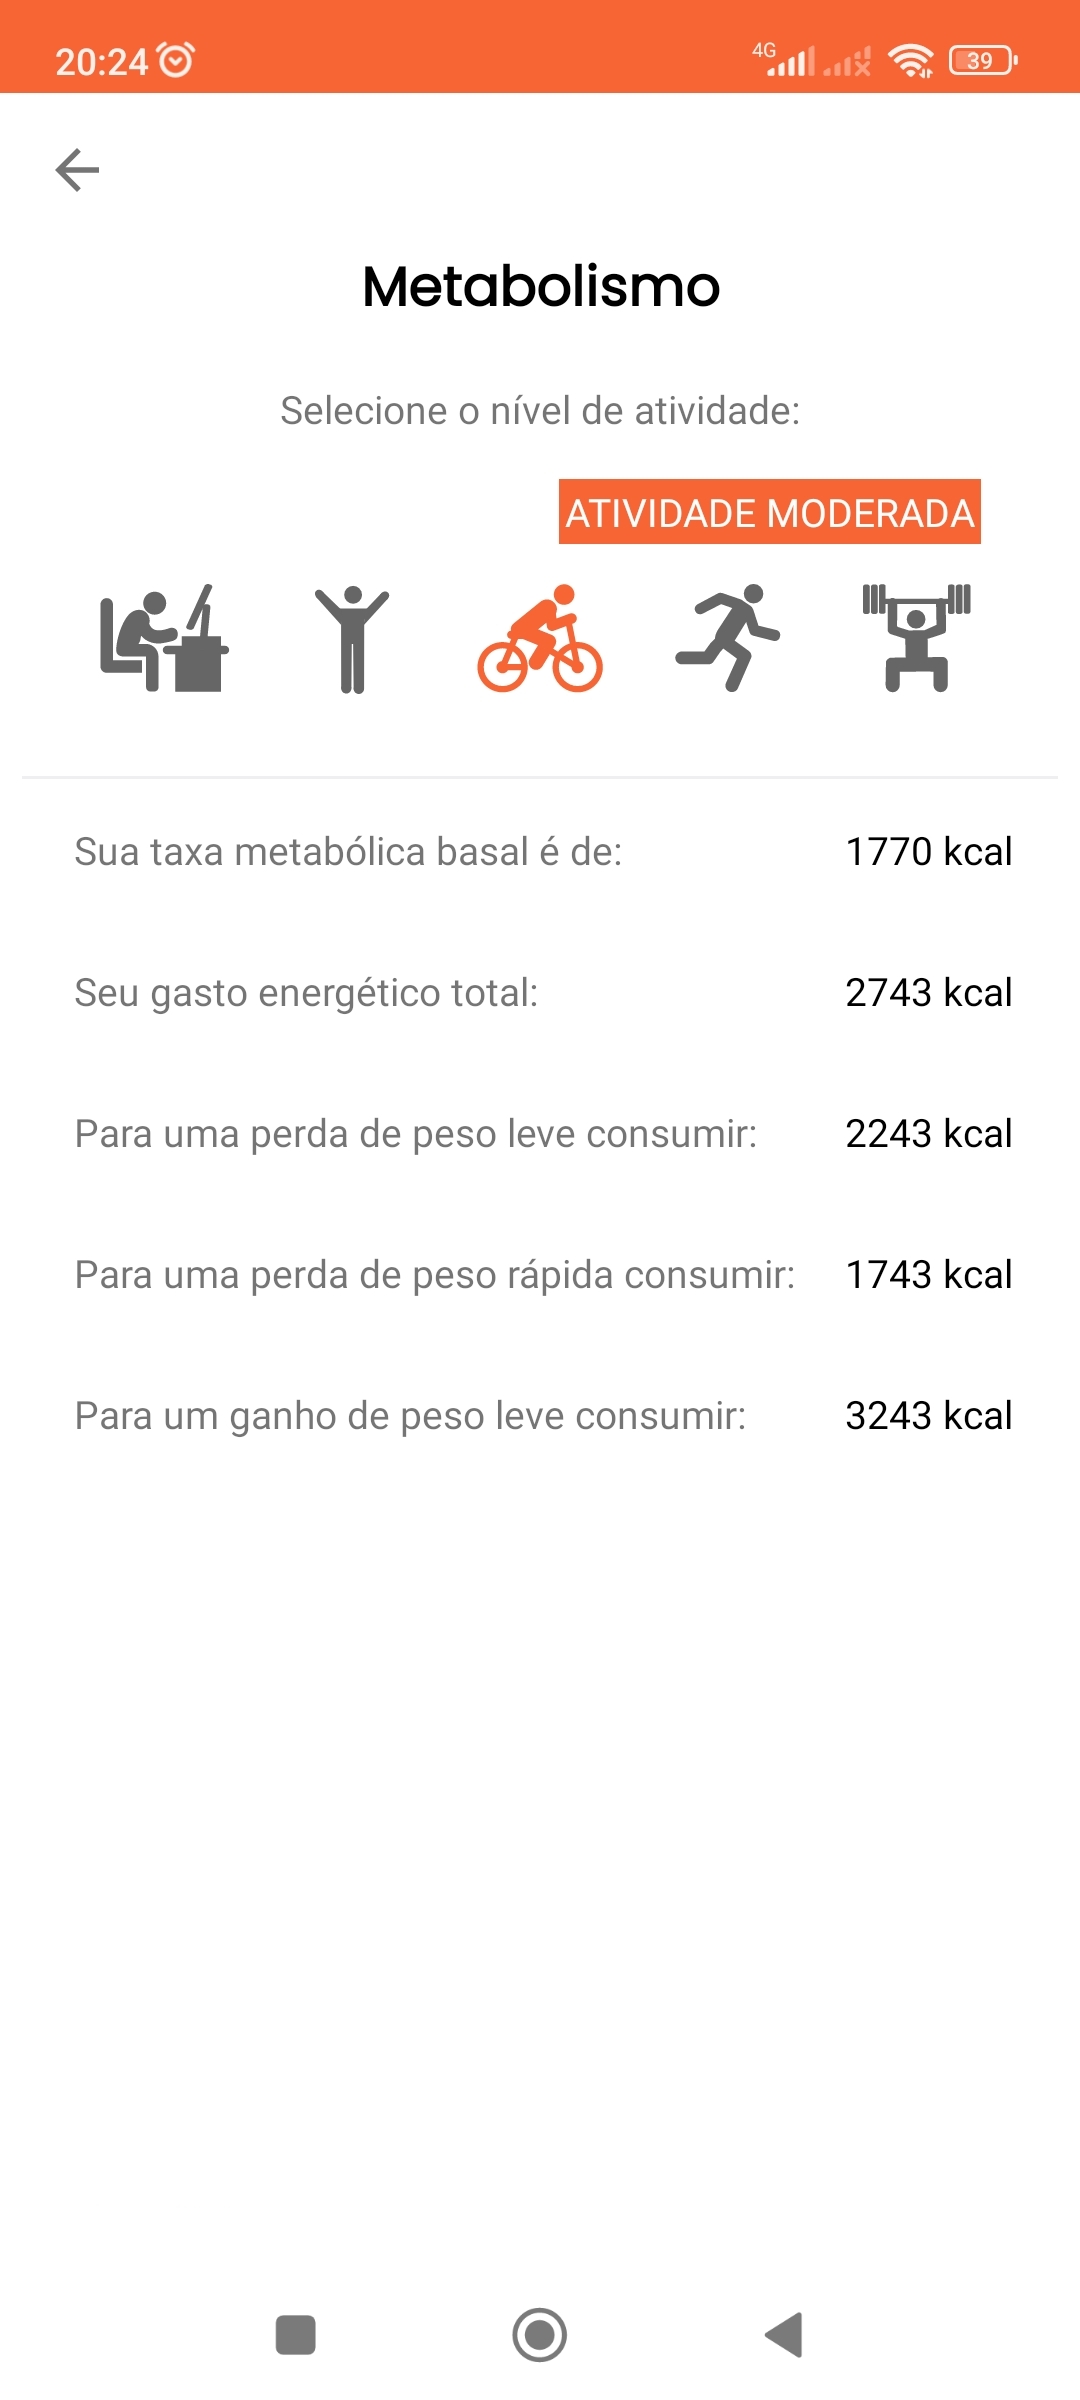 20:24
4G
39
Metabolismo
Selecione o nível de atividade:
ATIVIDADE MODERADA
Sua taxa metabólica basal é de: 1770 kcal
Seu gasto energético total: 2743 kcal
Para uma perda de peso leve consumir: 2243 kcal
Para uma perda de peso rápida consumir: 1743 kcal
Para um ganho de peso leve consumir: 3243 kcal